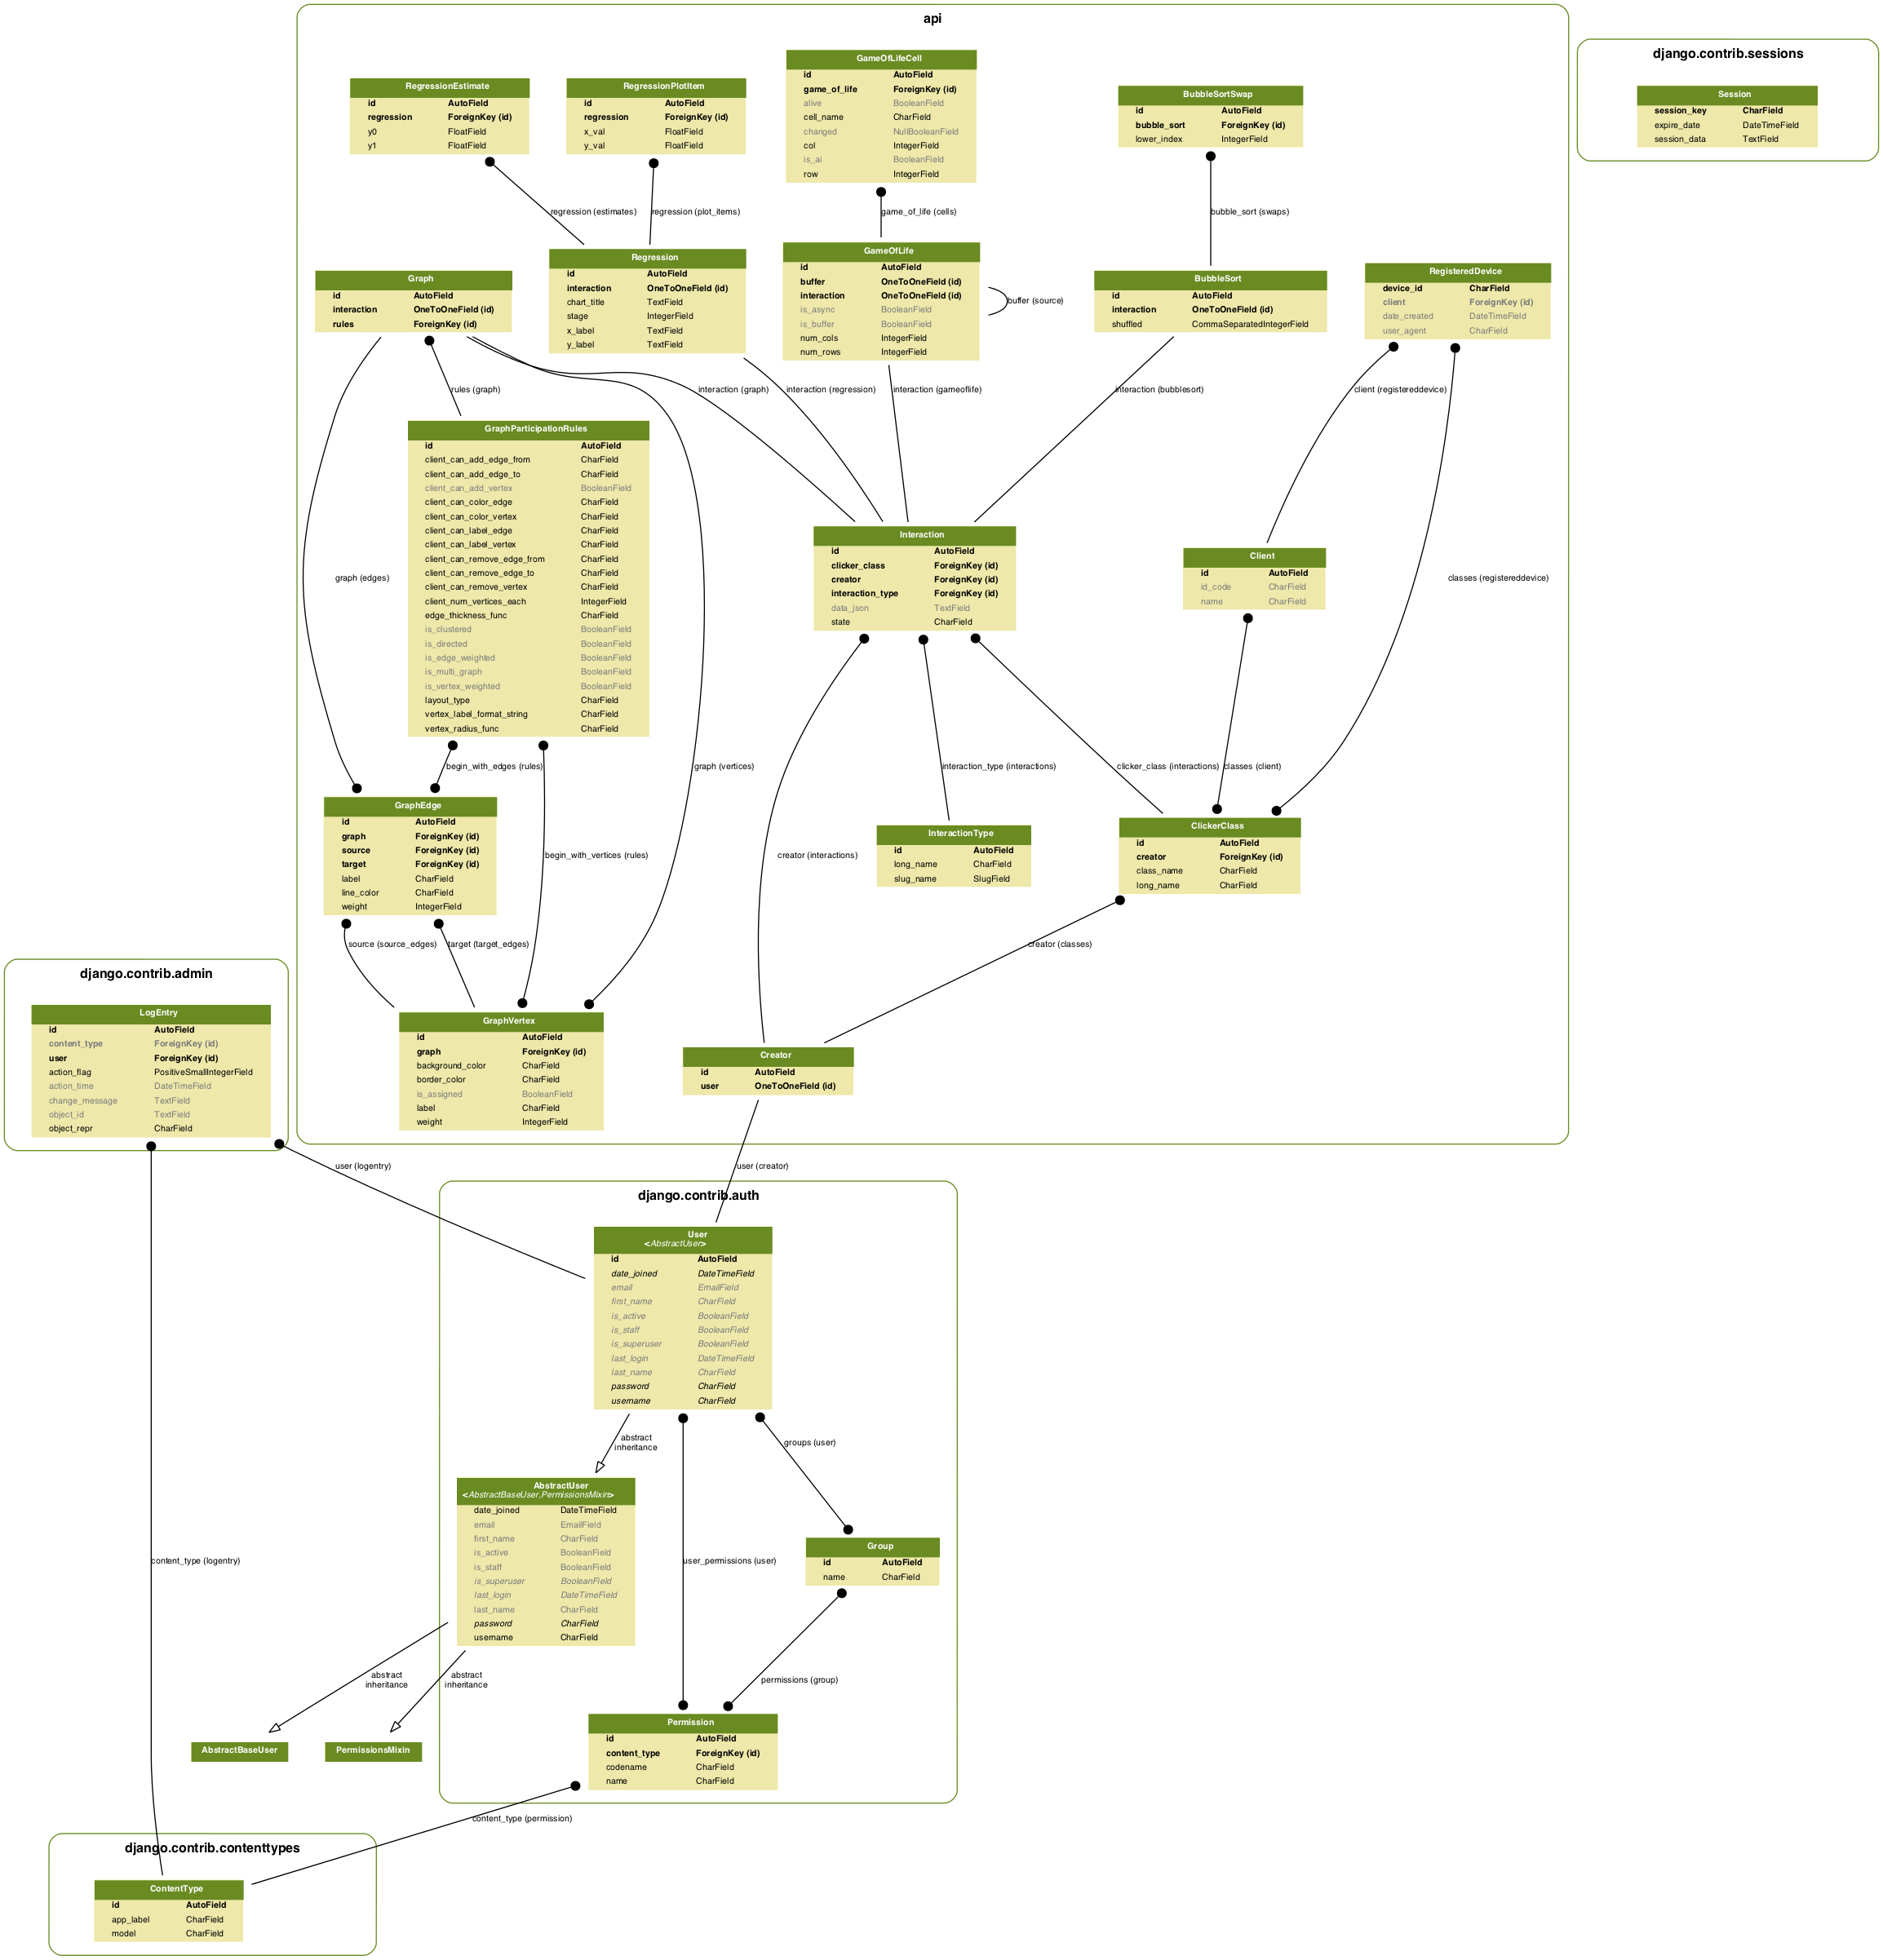 api
RegressionEstimate
id AutoField
regression ForeignKey (id)
y0 FloatField
y1 FloatField
RegressionPlotItem
id AutoField
regression ForeignKey (id)
x_val FloatField
y_val FloatField
GameOfLifeCell
id AutoField
game_of_life ForeignKey (id)
alive BooleanField
cell_name CharField
changed NullBooleanField
col IntegerField
is_ai BooleanField
row IntegerField
BubbleSortSwap
id AutoField
bubble_sort ForeignKey (id)
lower_index IntegerField
django.contrib.sessions
Session
session_key CharField
expire_date DateTimeField
session_data TextField
regression (estimates)
regression (plot_items)
game_of_life (cells)
bubble_sort (swaps)
Graph
id AutoField
interaction OneToOneField (id)
rules ForeignKey (id)
Regression
id AutoField
interaction OneToOneField (id)
chart_title TextField
stage IntegerField
x_label TextField
y_label TextField
GameOfLife
id AutoField
buffer OneToOneField (id)
interaction OneToOneField (id)
is_async BooleanField
is_buffer BooleanField
num_cols IntegerField
num_rows IntegerField
buffer (source)
BubbleSort
id AutoField
interaction OneToOneField (id)
shuffled CommaSeparatedIntegerField
RegisteredDevice
device_id CharField
client ForeignKey (id)
date_created DateTimeField
user_agent CharField
rules (graph)
interaction (graph)
interaction (regression)
interaction (gameoflife)
interaction (bubblesort)
client (registereddevice)
GraphParticipationRules
id AutoField
client_can_add_edge_from CharField
client_can_add_edge_to CharField
client_can_add_vertex BooleanField
client_can_color_edge CharField
client_can_color_vertex CharField
client_can_label_edge CharField
client_can_label_vertex CharField
client_can_remove_edge_from CharField
client_can_remove_edge_to CharField
client_can_remove_vertex CharField
client_num_vertices_each IntegerField
edge_thickness_func CharField
is_clustered BooleanField
is_directed BooleanField
is_edge_weighted BooleanField
is_multi_graph BooleanField
is_vertex_weighted BooleanField
layout_type CharField
vertex_label_format_string CharField
vertex_radius_func CharField
graph (edges)
Interaction
id AutoField
clicker_class ForeignKey (id)
creator ForeignKey (id)
interaction_type ForeignKey (id)
data_json TextField
state CharField
Client
id AutoField
id_code CharField
name CharField
classes (registereddevice)
begin_with_edges (rules)
graph (vertices)
interaction_type (interactions)
clicker_class (interactions)
classes (client)
GraphEdge
id AutoField
graph ForeignKey (id)
source ForeignKey (id)
target ForeignKey (id)
label CharField
line_color CharField
weight IntegerField
begin_with_vertices (rules)
creator (interactions)
InteractionType
id AutoField
long_name CharField
slug_name SlugField
ClickerClass
id AutoField
creator ForeignKey (id)
class_name CharField
long_name CharField
source (source_edges)
target (target_edges)
creator (classes)
django.contrib.admin
LogEntry
id AutoField
content_type ForeignKey (id)
user ForeignKey (id)
action_flag PositiveSmallIntegerField
action_time DateTimeField
change_message TextField
object_id TextField
object_repr CharField
GraphVertex
id AutoField
graph ForeignKey (id)
background_color CharField
border_color CharField
is_assigned BooleanField
label CharField
weight IntegerField
Creator
id AutoField
user OneToOneField (id)
user (logentry)
user (creator)
django.contrib.auth
User
<AbstractUser>
id AutoField
date_joined DateTimeField
email EmailField
first_name CharField
is_active BooleanField
is_staff BooleanField
is_superuser BooleanField
last_login DateTimeField
last_name CharField
password CharField
username CharField
abstract
inheritance
groups (user)
AbstractUser
<AbstractBaseUser,PermissionsMixin>
date_joined DateTimeField
email EmailField
first_name CharField
is_active BooleanField
is_staff BooleanField
is_superuser BooleanField
last_login DateTimeField
last_name CharField
password CharField
username CharField
content_type (logentry)
user_permissions (user)
Group
id AutoField
name CharField
abstract
inheritance
abstract
inheritance
permissions (group)
AbstractBaseUser
PermissionsMixin
Permission
id AutoField
content_type ForeignKey (id)
codename CharField
name CharField
content_type (permission)
django.contrib.contenttypes
ContentType
id AutoField
app_label CharField
model CharField